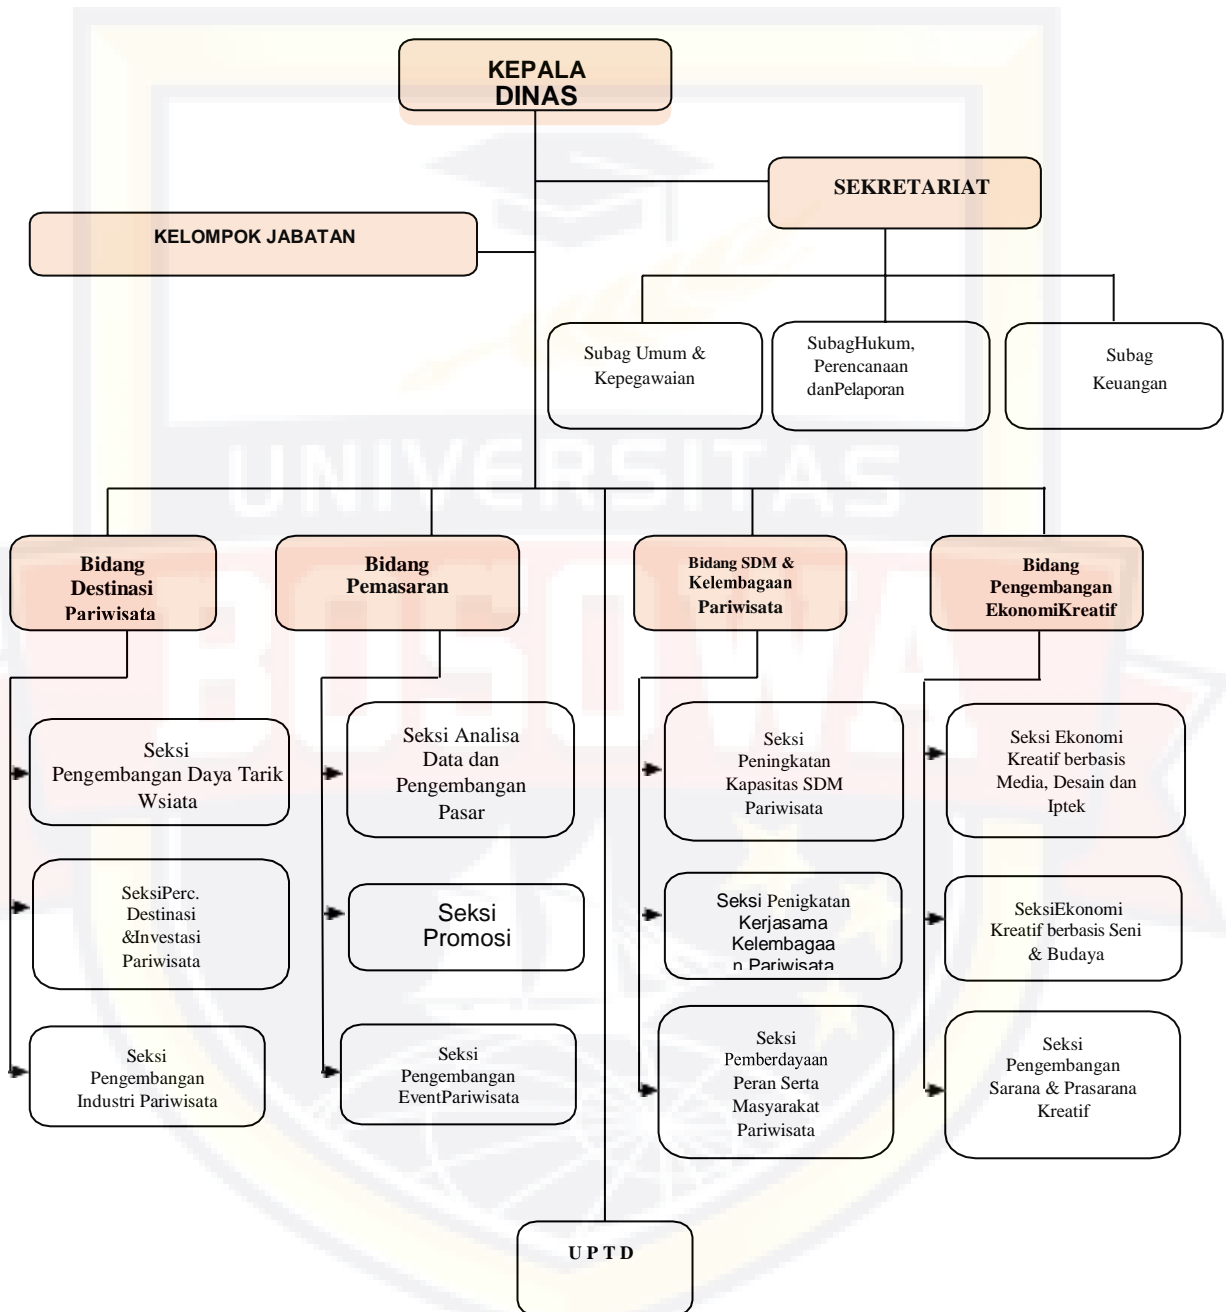 KEPALA
DINAS
SEKRETARIAT
KELOMPOK JABATAN
Subag Umum &
Kepegawaian
SubagHukum,
Perencanaan
danPelaporan
Subag
Keuangan
UNIVERSITAS
BOSOWA
Bidang
Destinasi
Pariwisata
Bidang
Pemasaran
Bidang SDM &
Kelembagaan
Pariwisata
Bidang
Pengembangan
EkonomiKreatif
Seksi
Pengembangan Daya Tarik
Wsiata
SeksiPerc.
Destinasi
&Investasi
Pariwisata
Seksi
Pengembangan
Industri Pariwisata
Seksi Analisa
Data dan
Pengembangan
Pasar
Seksi
Promosi
Seksi
Pengembangan
EventPariwisata
Seksi
Peningkatan
Kapasitas SDM
Pariwisata
Seksi Penigkatan
Kerjasama
Kelembagaa
n Pariwisata
Seksi
Pemberdayaan
Peran Serta
Masyarakat
Pariwisata
Seksi Ekonomi
Kreatif berbasis
Media, Desain dan
Iptek
SeksiEkonomi
Kreatif berbasis Seni
& Budaya
Seksi
Pengembangan
Sarana & Prasarana
Kreatif
U P T D